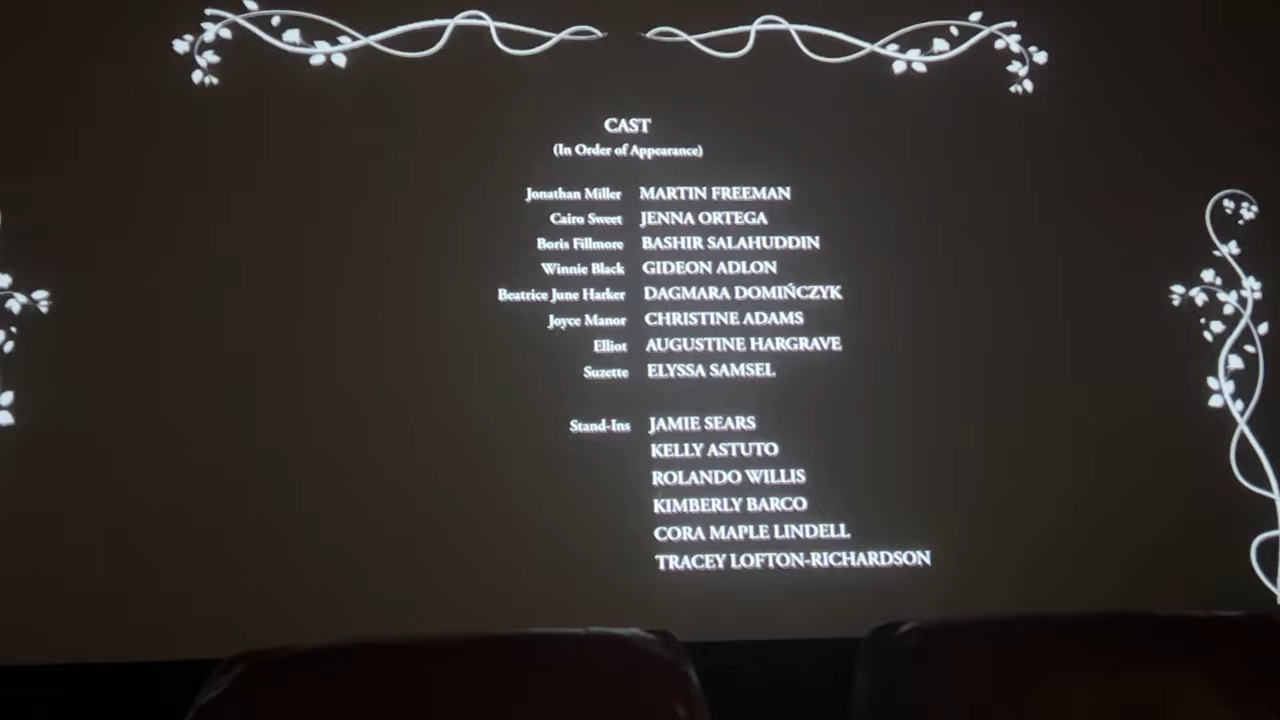 CAST
(In Order of Appearance)
Jonathan Miller MARTIN FREEMAN
Cairo Sweet JENNA ORTEGA
Boris Fillmore BASHIR SALAHUDDIN
Winnie Black GIDEON ADLON
Beatrice June Harker DAGMARA DOMIŃCZYK
Joyce Manor CHRISTINE ADAMS
Elliot AUGUSTINE HARGRAVE
Suzette ELYSSA SAMSEL
Stand-Ins JAMIE SEARS
KELLY ASTUTO
ROLANDO WILLIS
KIMBERLY BARCO
CORA MAPLE LINDELL
TRACEY LOFTON-RICHARDSON